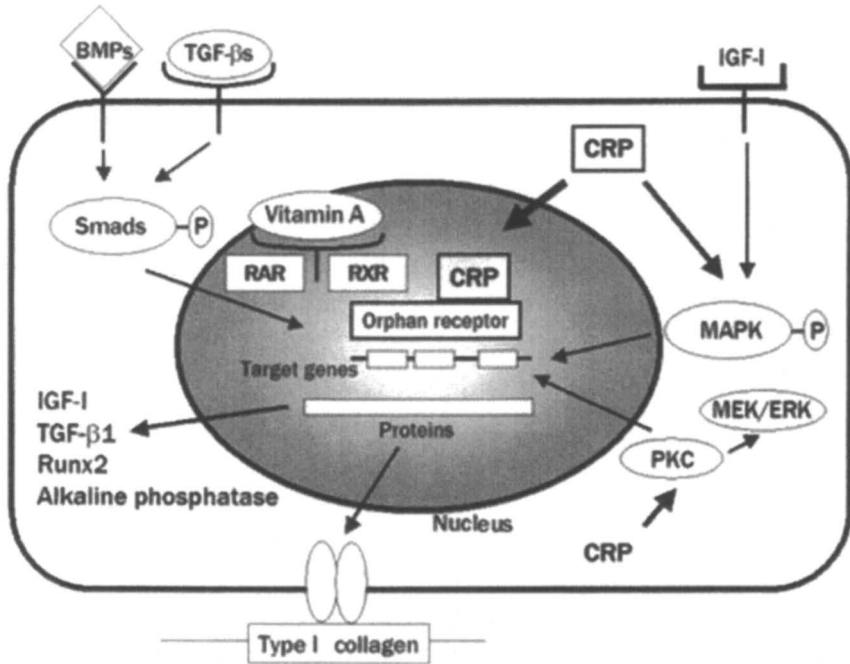 BMPs
TGF-βs
IGF-I
CRP
Smads
P
Vitamin A
RAR
RXR
CRP
Orphan receptor
MAPK
P
Target genes
IGF-I
TGF-β1
Runx2
Alkaline phosphatase
Proteins
MEK/ERK
PKC
Nucleus
CRP
Type I collagen